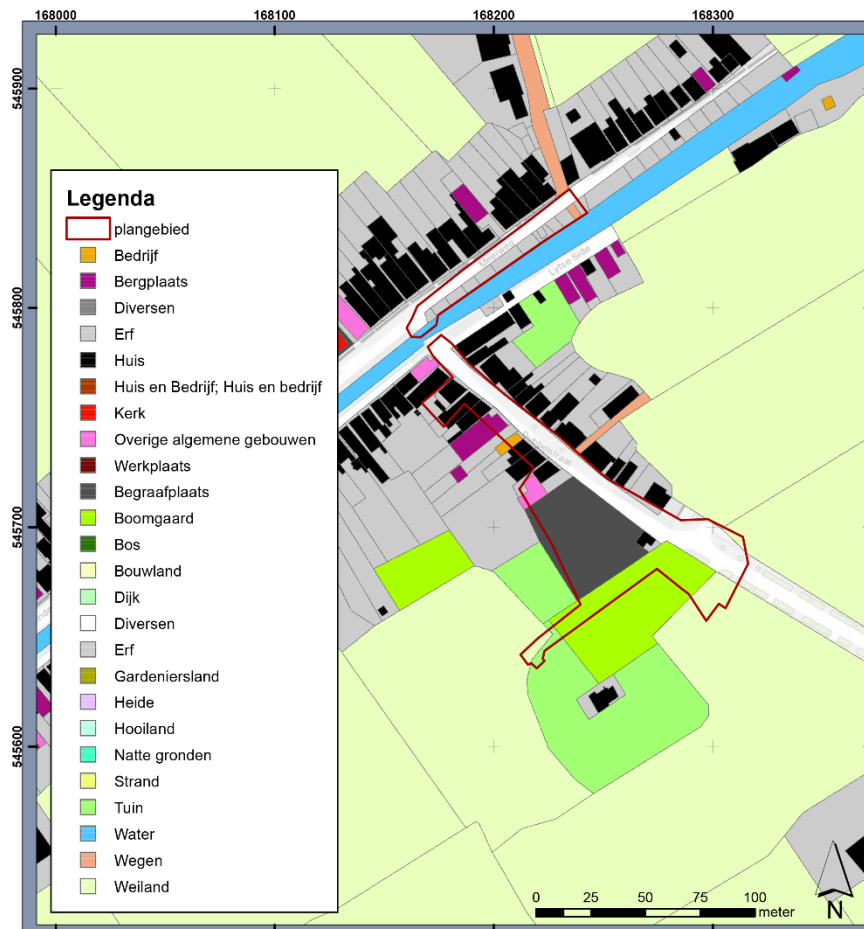 168000 168100 168200 168300
545900
545800
545700
545600
Legenda
plangebied
Bedrijf
Bergplaats
Diversen
Erf
Huis
Huis en Bedrijf; Huis en bedrijf
Kerk
Overige algemene gebouwen
Werkplaats
Begraafplaats
Boomgaard
Bos
Bouwland
Dijk
Diversen
Erf
Gardeniersland
Heide
Hooiland
Natte gronden
Strand
Tuin
Water
Wegen
Weiland
Meerweg
Lytse Side
Dubbelstraat
0 25 50 75 100
meter
N